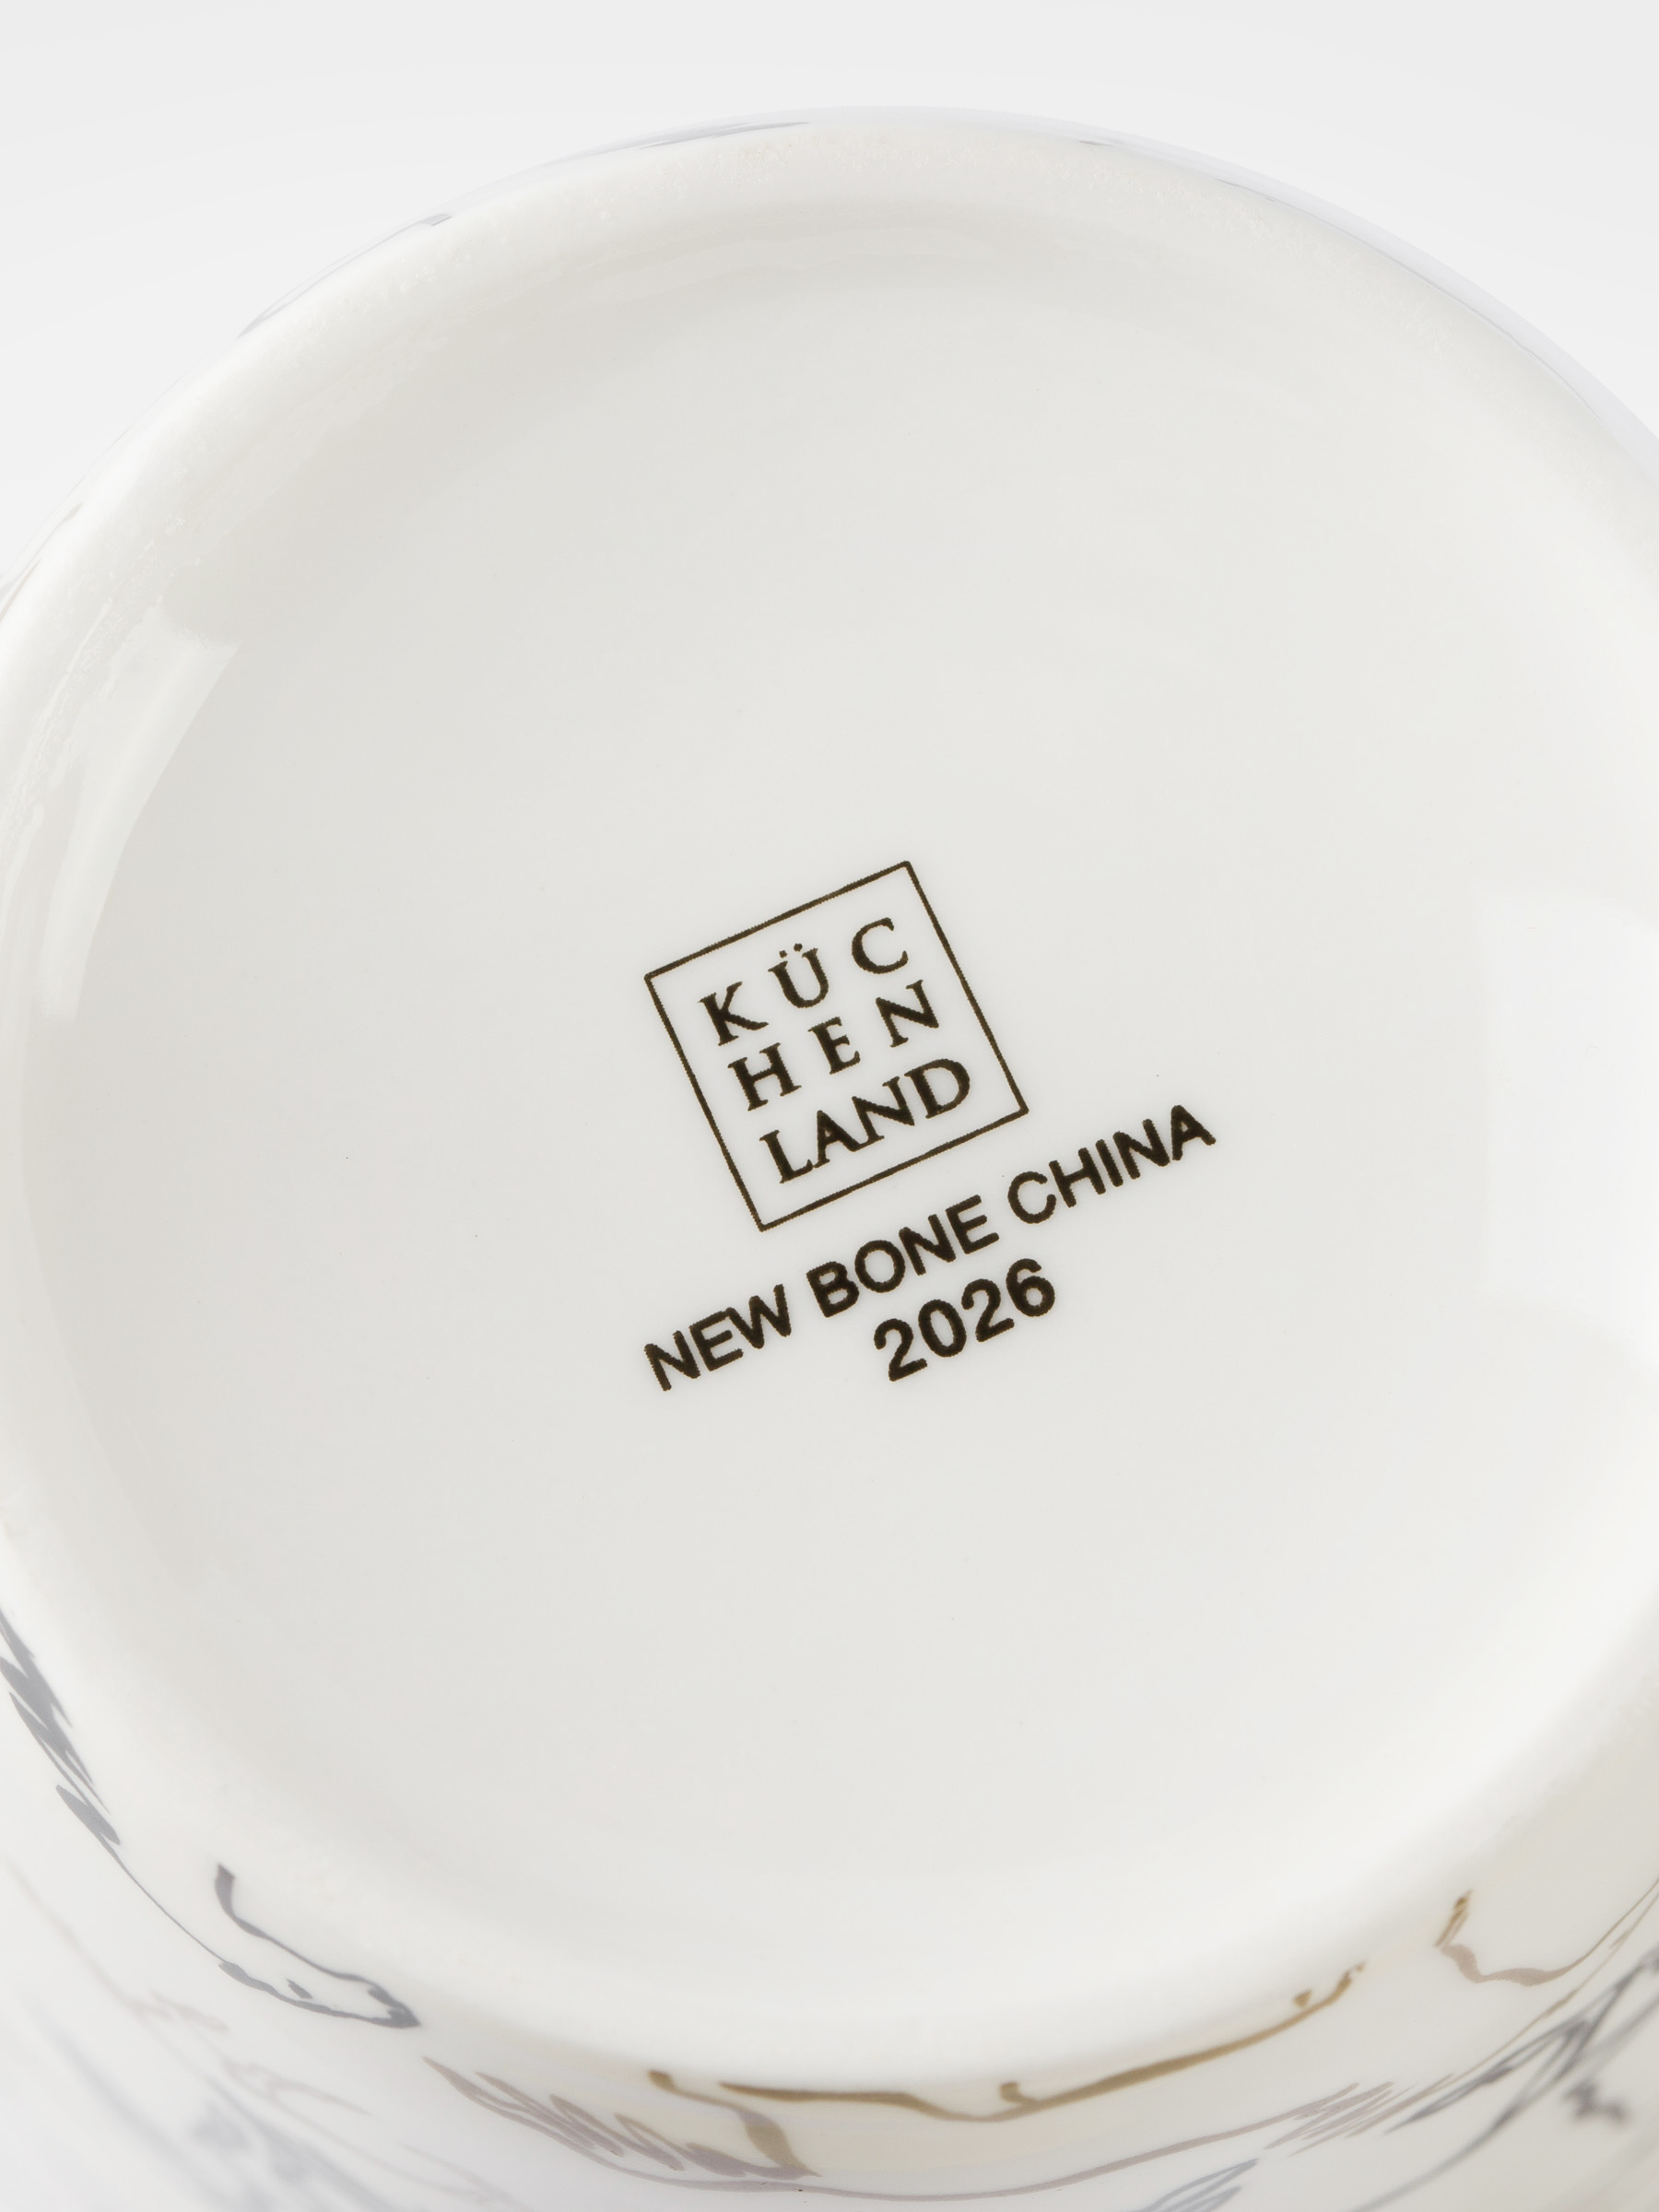 KÜC
HEN
LAND
NEW BONE CHINA
2026